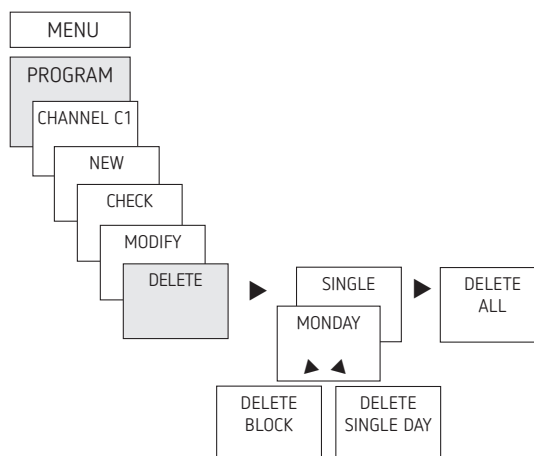 MENU
PROGRAM
CHANNEL C1
NEW
CHECK
MODIFY
DELETE
SINGLE
MONDAY
DELETE
ALL
DELETE
BLOCK
DELETE
SINGLE DAY